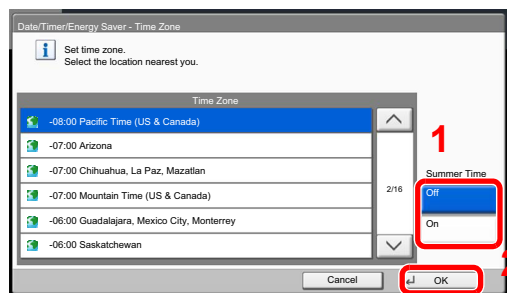 Date/Timer/Energy Saver - Time Zone
Set time zone.
Select the location nearest you.
Time Zone
-08:00 Pacific Time (US & Canada)
-07:00 Arizona
-07:00 Chihuahua, La Paz, Mazatlan
-07:00 Mountain Time (US & Canada)
-06:00 Guadalajara, Mexico City, Monterrey
-06:00 Saskatchewan
2/16
1
Summer Time
Off
On
Cancel
OK